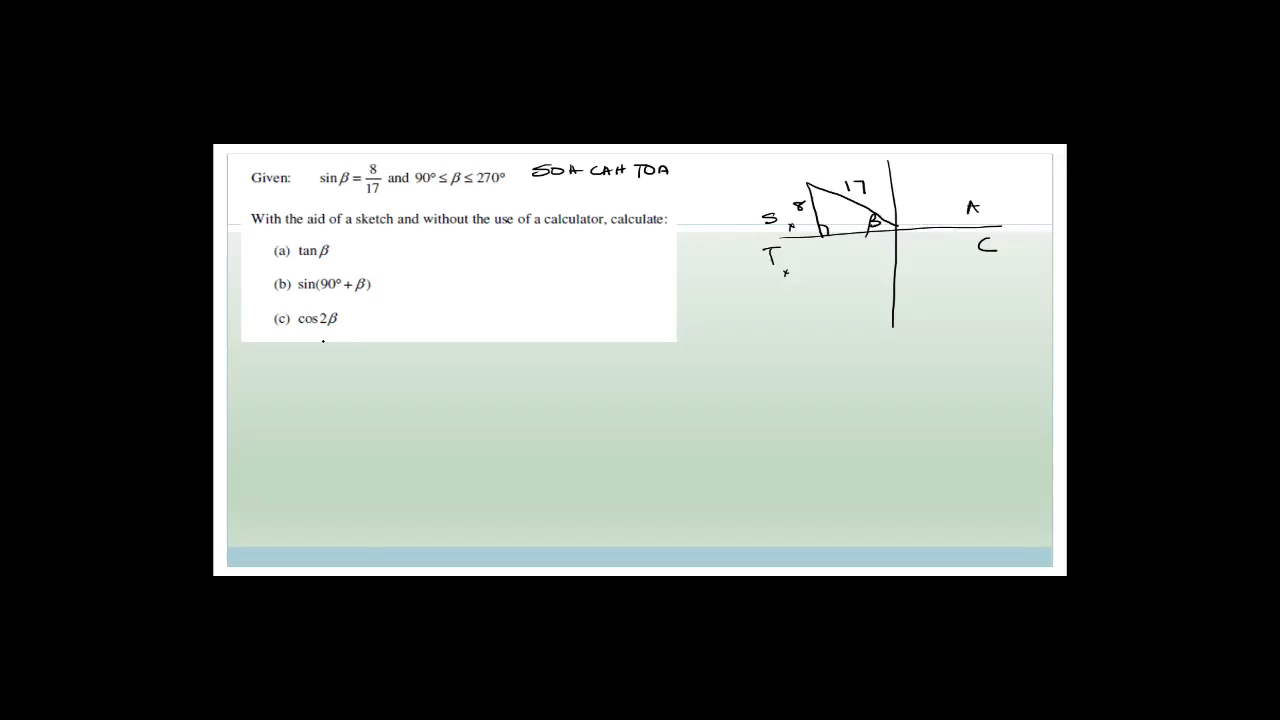 Given: sin β = 8/17 and 90° ≤ β ≤ 270°
SOH CAH TOA
With the aid of a sketch and without the use of a calculator, calculate:
(a) tan β
(b) sin(90° + β)
(c) cos 2β
17
8
S
A
β
T
C